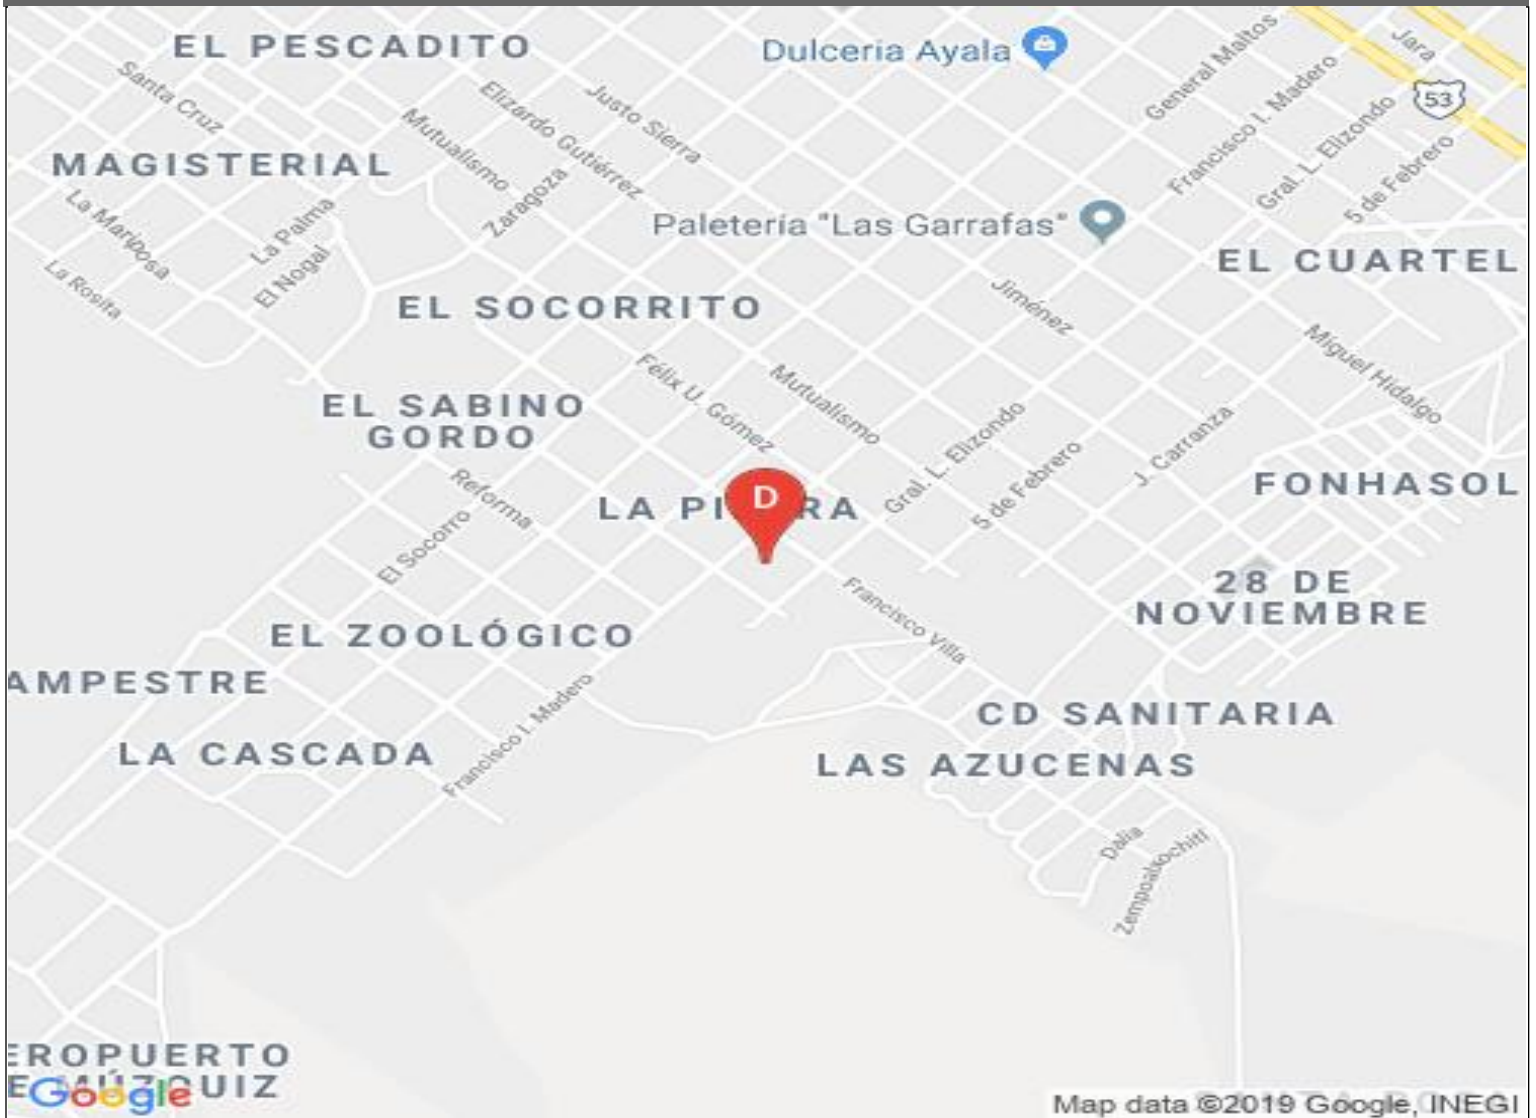 EL PESCADITO
Dulceria Ayala
General Maltos
Jara
53
Santa Cruz
Elizardo Gutiérrez
Justo Sierra
Francisco I. Madero
Gral. L. Elizondo
Mutualismo
5 de Febrero
MAGISTERIAL
Zaragoza
La Mariposa
La Palma
Paletería "Las Garrafas"
EL CUARTEL
La Rosita
El Nogal
EL SOCORRITO
Jiménez
Miguel Hidalgo
Félix U. Gómez
Mutualismo
EL SABINO
GORDO
Gral. L. Elizondo
5 de Febrero
J. Carranza
Reforma
FONHASOL
LA
D
El Socorro
28 DE
NOVIEMBRE
Francisco Villa
EL ZOOLÓGICO
AMPESTRE
Francisco I. Madero
CD SANITARIA
LA CASCADA
LAS AZUCENAS
Dalia
Zempoalxochitl
EROPUERTO
E MÚZQUIZ
Google
Map data ©2019 Google, INEGI